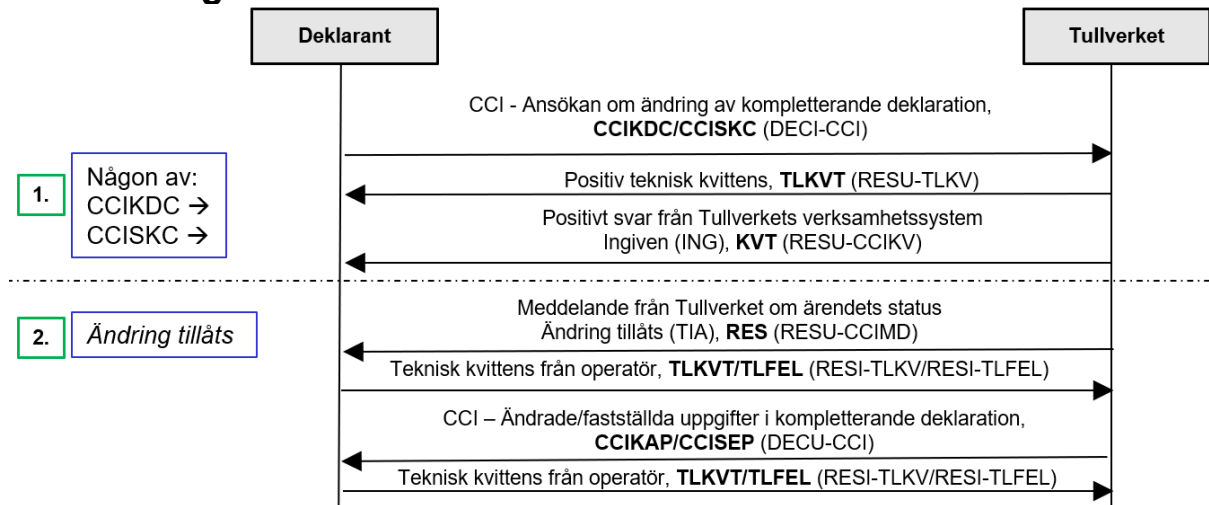 Deklarant
Tullverket
CCI - Ansökan om ändring av kompletterande deklaration,
CCIKDC/CCISKC (DECI-CCI)
1.
Någon av:
CCIKDC →
CCISKC →
Positiv teknisk kvittens, TLKVT (RESU-TLKV)
Positivt svar från Tullverkets verksamhetssystem
Ingiven (ING), KVT (RESU-CCIKV)
2.
Ändring tillåts
Meddelande från Tullverket om ärendets status
Ändring tillåts (TIA), RES (RESU-CCIMD)
Teknisk kvittens från operatör, TLKVT/TLFEL (RESI-TLKV/RESI-TLFEL)
CCI – Ändrade/fastställda uppgifter i kompletterande deklaration,
CCIKAP/CCISEP (DECU-CCI)
Teknisk kvittens från operatör, TLKVT/TLFEL (RESI-TLKV/RESI-TLFEL)